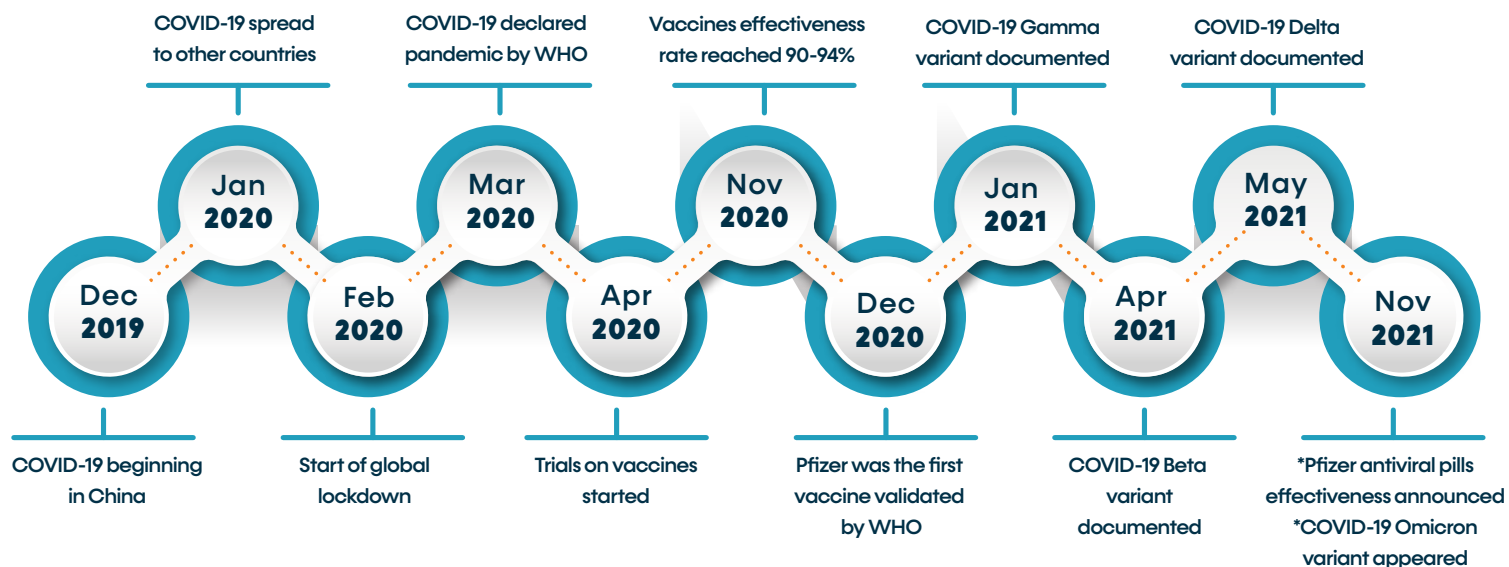 COVID-19 spread
to other countries
COVID-19 declared
pandemic by WHO
Vaccines effectiveness
rate reached 90-94%
COVID-19 Gamma
variant documented
COVID-19 Delta
variant documented
Dec
2019
Jan
2020
Feb
2020
Mar
2020
Apr
2020
Nov
2020
Dec
2020
Jan
2021
Apr
2021
May
2021
Nov
2021
COVID-19 beginning
in China
Start of global
lockdown
Trials on vaccines
started
Pfizer was the first
vaccine validated
by WHO
COVID-19 Beta
variant
documented
*Pfizer antiviral pills
effectiveness announced
*COVID-19 Omicron
variant appeared